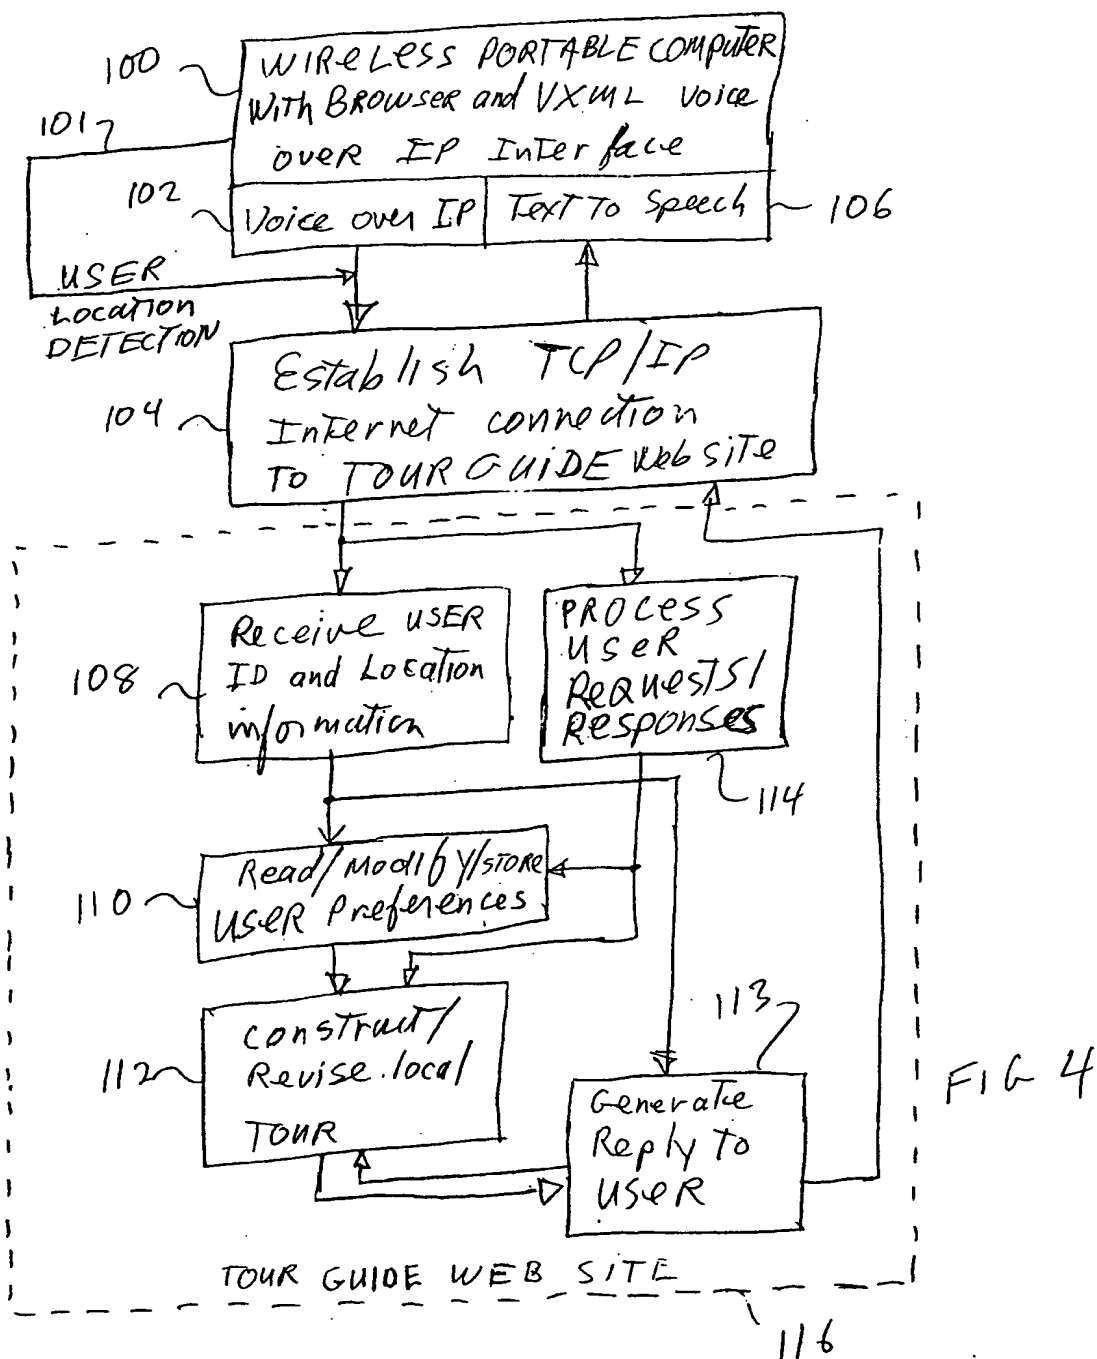 100
WIRELESS PORTABLE COMPUTER
With BROWSER and VXML Voice
over IP Interface
101
102
Voice over IP
Text To Speech
106
USER
Location
DETECTION
104
Establish TCP/IP
Internet connection
To TOUR GUIDE Web site
108
Receive USER
ID and Location
information
PROCESS
USER
Requests/
Responses
114
110
Read/Modify/STORE
USER Preferences
112
Construct/
Revise local
TOUR
113
Generate
Reply to
USER
FIG 4
TOUR GUIDE WEB SITE
116